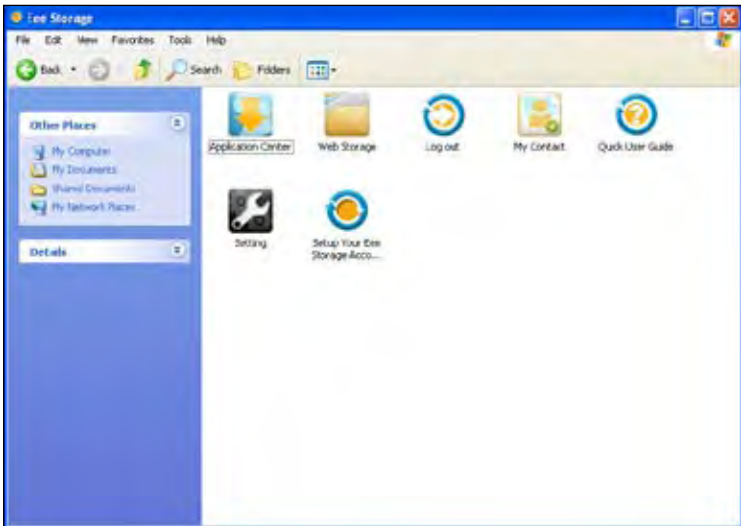 Eee Storage
File Edit View Favorites Tools Help
Back Search Folders
Other Places
My Computer
My Documents
Shared Documents
My Network Places
Details
Application Center Web Storage Log out My Contact Quick User Guide
Setting Setup Your Eee
Storage Acco...